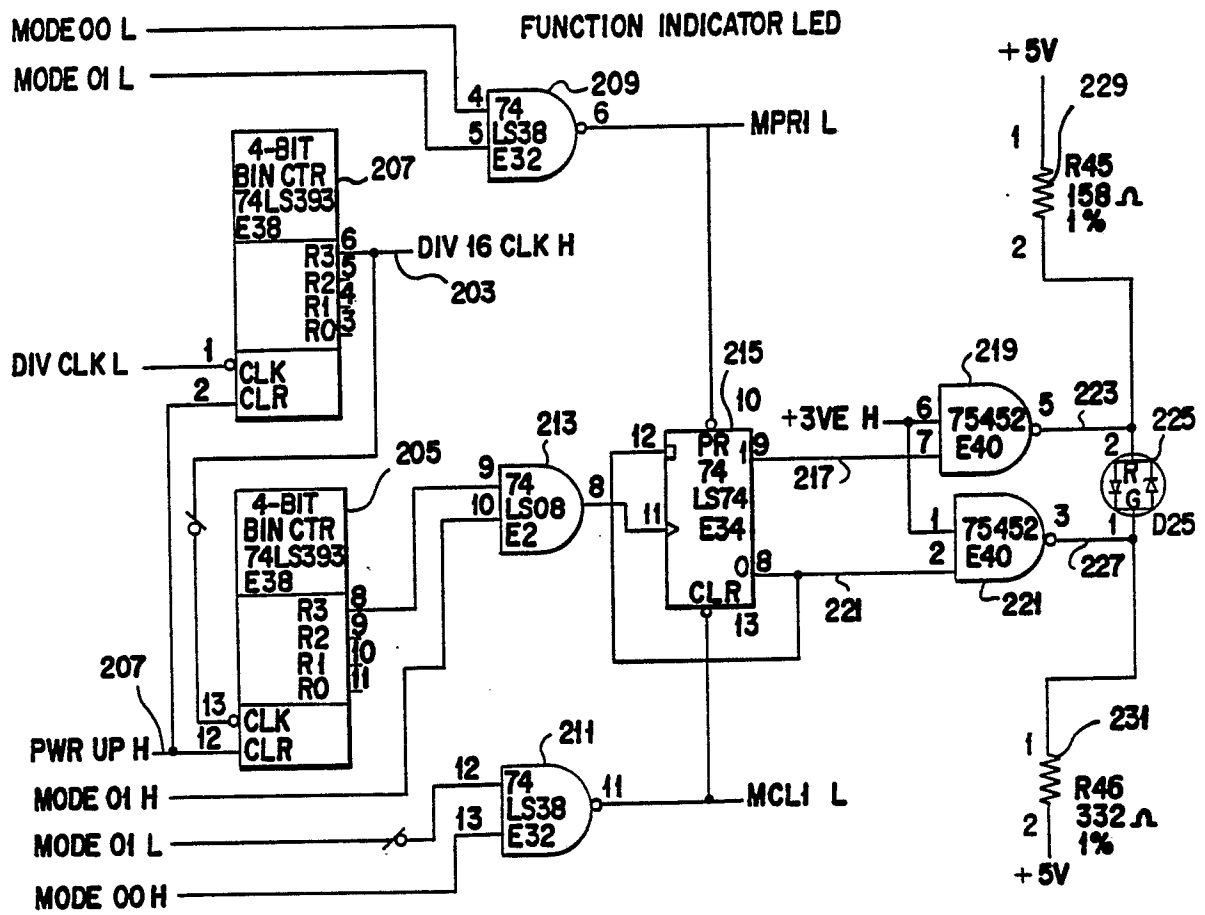 FUNCTION INDICATOR LED
MODE 00 L
MODE 01 L
4
5
74
LS38
E32
209
6
MPR1 L
+5V
229
1
R45
158 Ω
1%
2
4-BIT
BIN CTR
74LS393
E38
207
R3
R2
R1
R0
6
5
4
3
DIV 16 CLK H
203
DIV CLK L
1
2
CLK
CLR
205
4-BIT
BIN CTR
74LS393
E38
R3
R2
R1
R0
8
9
10
11
13
12
CLK
CLR
207
PWR UP H
213
9
10
74
LS08
E2
8
215
10
12
11
PR
74
LS74
E34
CLR
1
0
9
8
13
217
221
+3VE H
219
6
7
75452
E40
5
223
1
2
75452
E40
3
221
227
2
R
G
1
225
D25
MODE 01 H
MODE 01 L
MODE 00 H
211
12
13
74
LS38
E32
11
MCL1 L
231
1
R46
332 Ω
1%
2
+5V